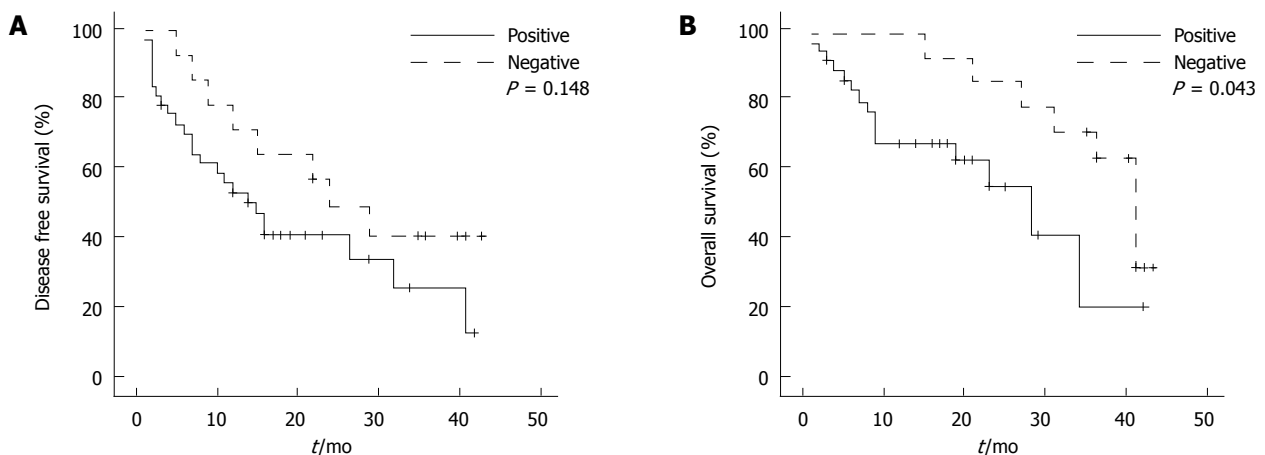 A
Disease free survival (%)
100
80
60
40
20
0
0 10 20 30 40 50
t/mo
Positive
Negative
P = 0.148
B
Overall survival (%)
100
80
60
40
20
0
0 10 20 30 40 50
t/mo
Positive
Negative
P = 0.043